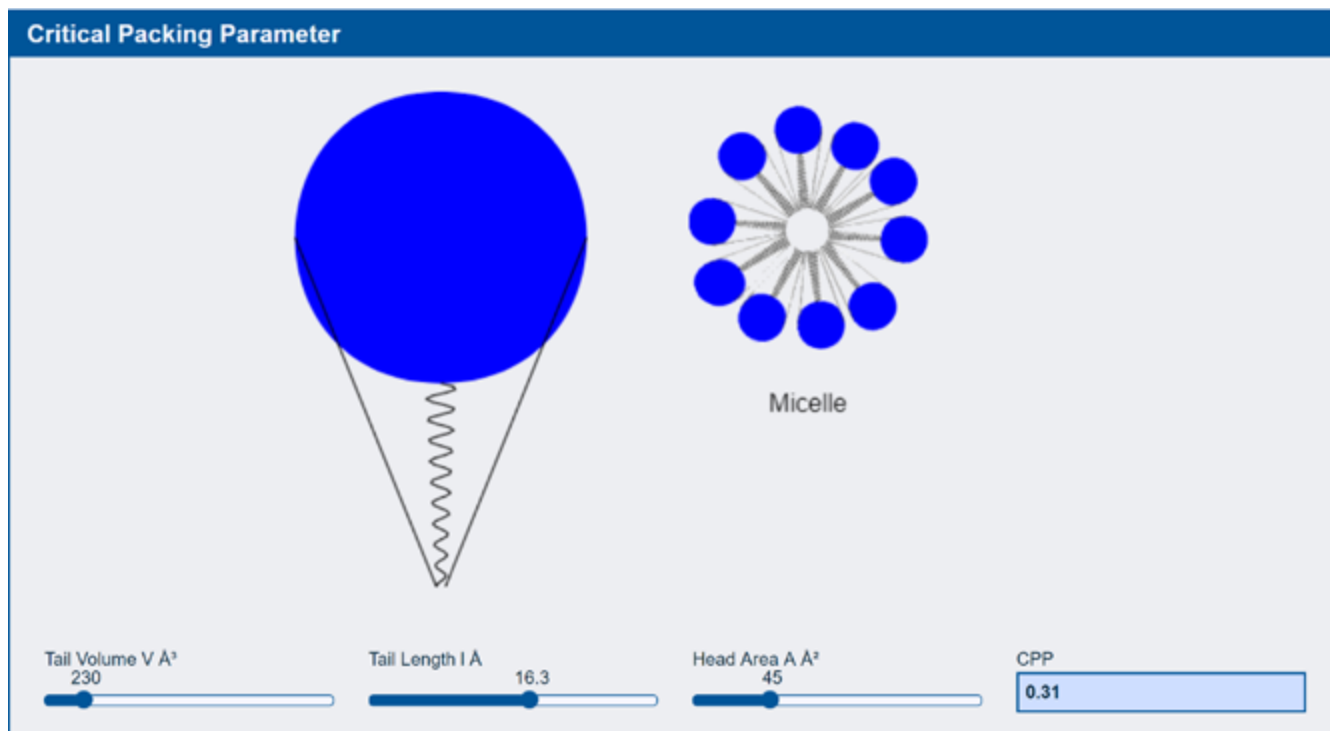 Critical Packing Parameter
Micelle
Tail Volume V Å³
230
Tail Length l Å
16.3
Head Area A Å²
45
CPP
0.31